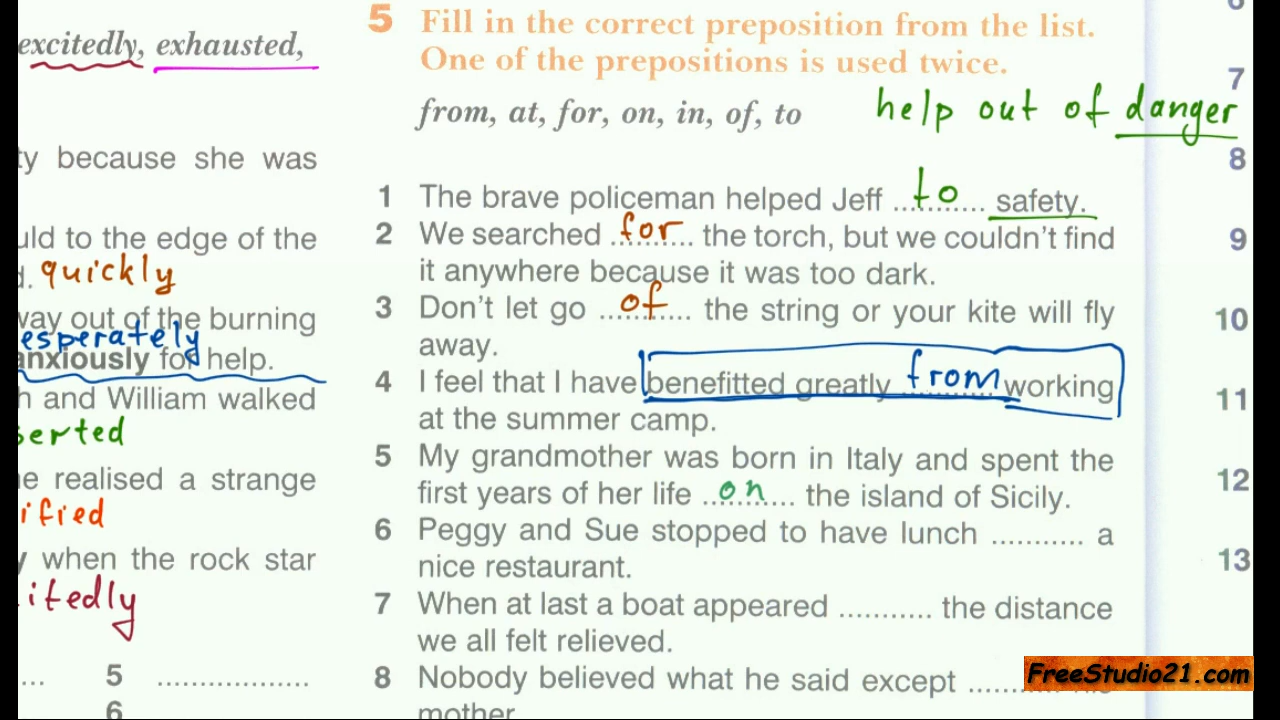 excitedly, exhausted,
ty because she was
uld to the edge of the
d. quickly
way out of the burning
esperately
anxiously for help.
h and William walked
serted
ne realised a strange
ified
y when the rock star
itedly
... 5 ..................
6
5 Fill in the correct preposition from the list.
One of the prepositions is used twice.
from, at, for, on, in, of, to
help out of danger
1 The brave policeman helped Jeff ...to... safety.
2 We searched ...for... the torch, but we couldn't find
it anywhere because it was too dark.
3 Don't let go ...of... the string or your kite will fly
away.
4 I feel that I have benefitted greatly from working
at the summer camp.
5 My grandmother was born in Italy and spent the
first years of her life ...on... the island of Sicily.
6 Peggy and Sue stopped to have lunch ........... a
nice restaurant.
7 When at last a boat appeared ........... the distance
we all felt relieved.
8 Nobody believed what he said except ........
mother
7
8
9
10
11
12
13
FreeStudio21.com